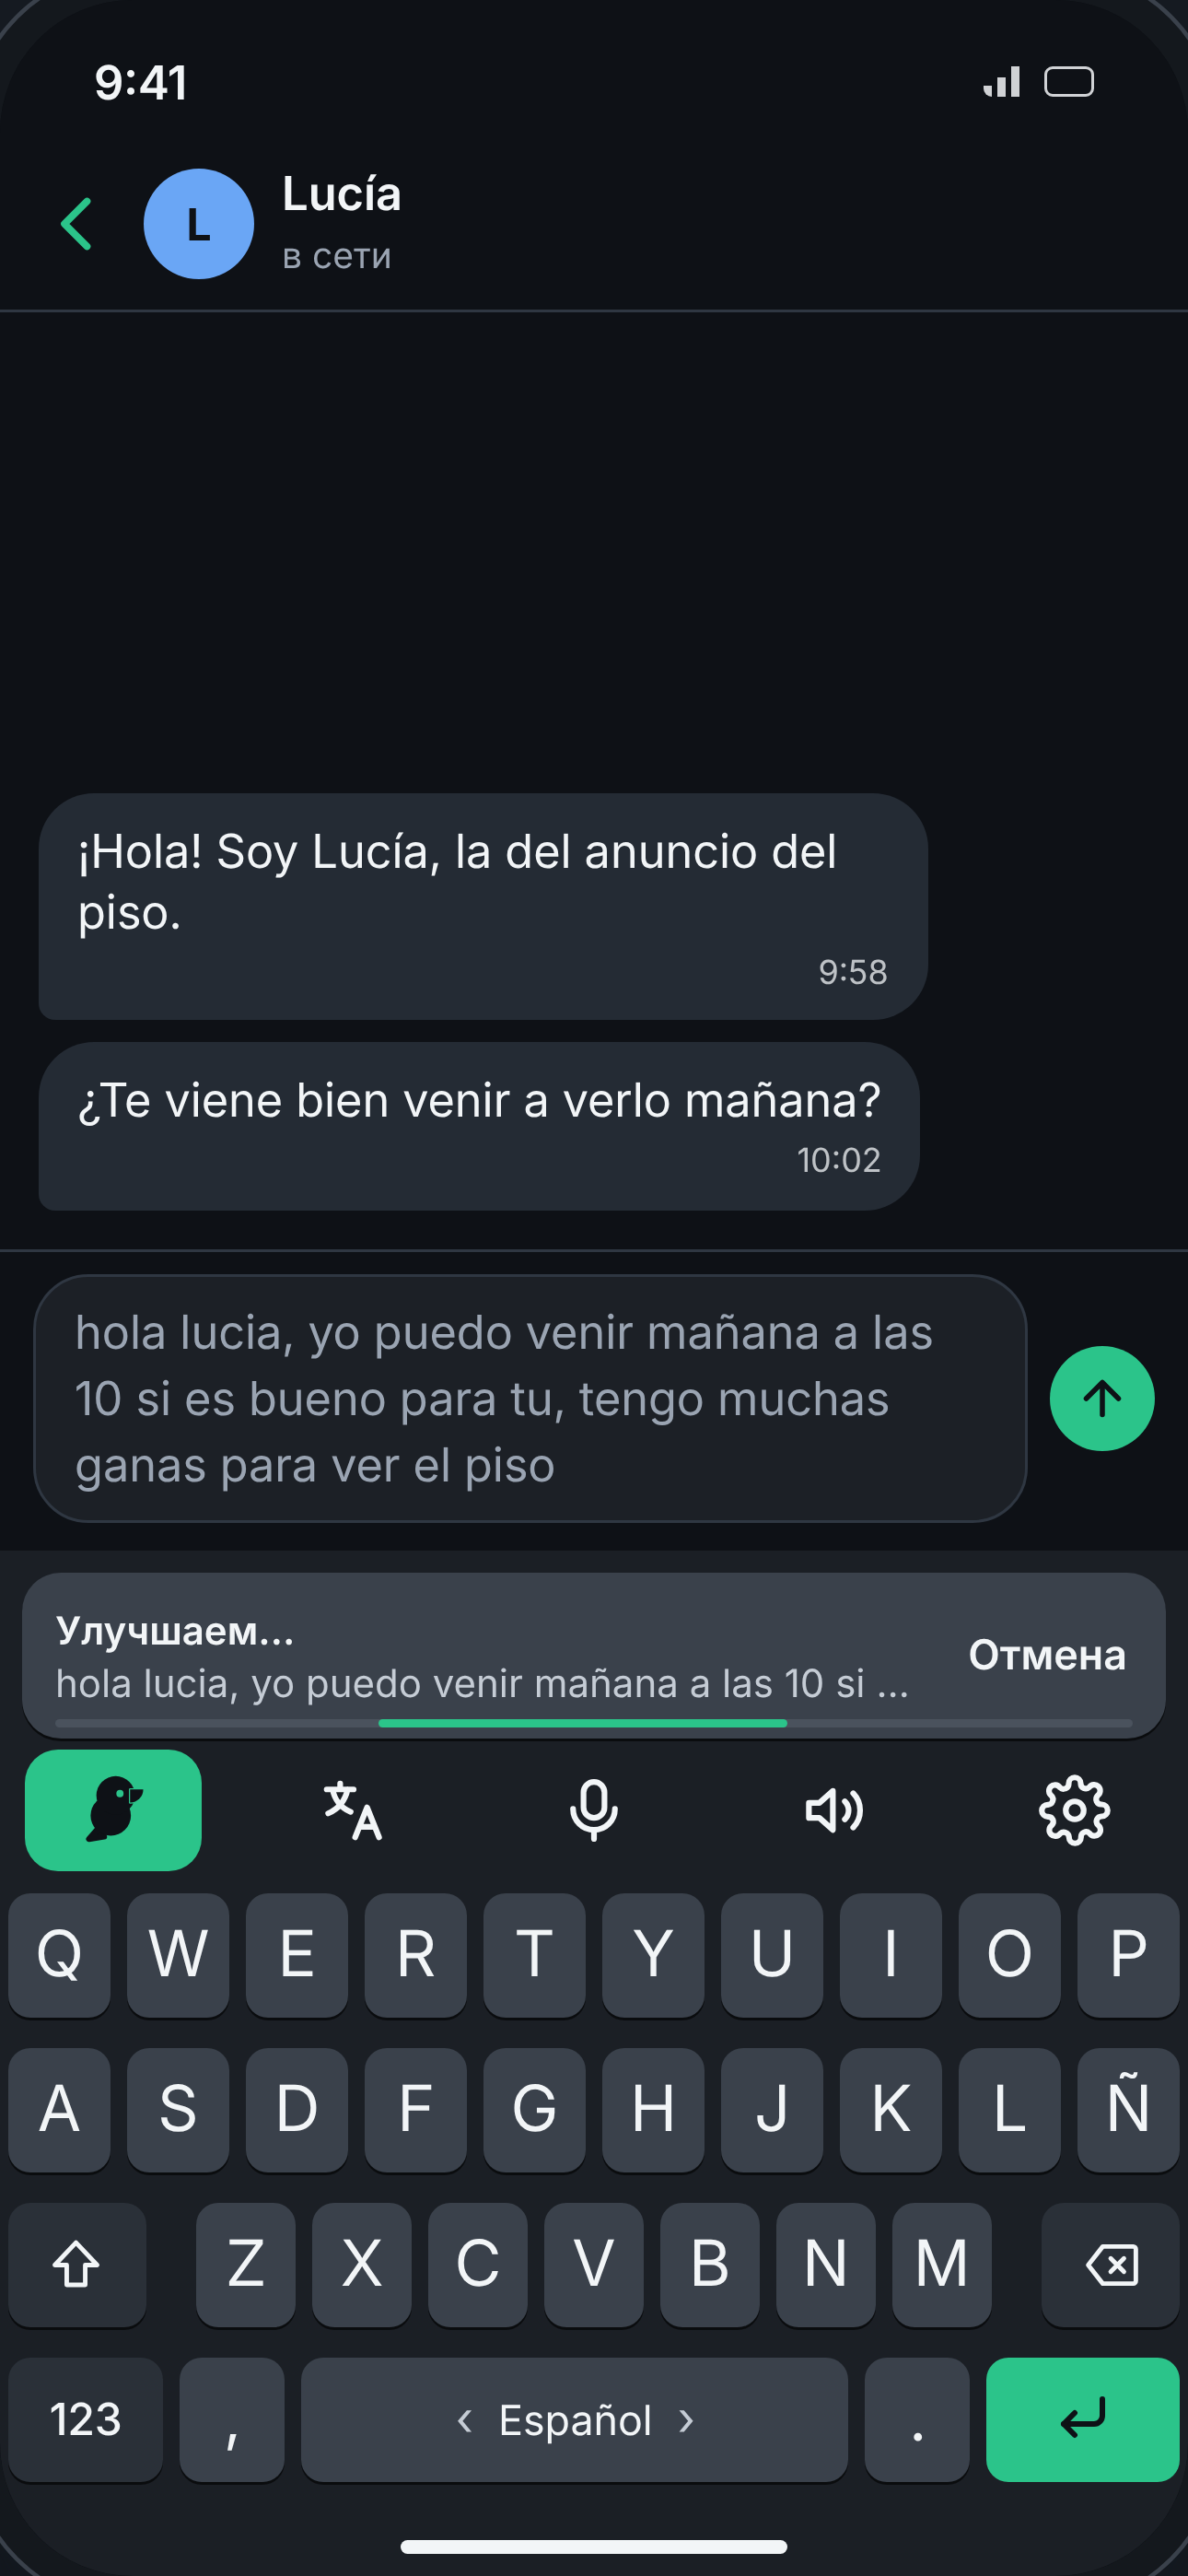 9:41
L
Lucía
в сети
¡Hola! Soy Lucía, la del anuncio del
piso.
9:58
¿Te viene bien venir a verlo mañana?
10:02
hola lucia, yo puedo venir mañana a las
10 si es bueno para tu, tengo muchas
ganas para ver el piso
Улучшаем...
Отмена
hola lucia, yo puedo venir mañana a las 10 si ...
Q W E R T Y U I O P
A S D F G H J K L Ñ
Z X C V B N M
123 , ‹ Español › .